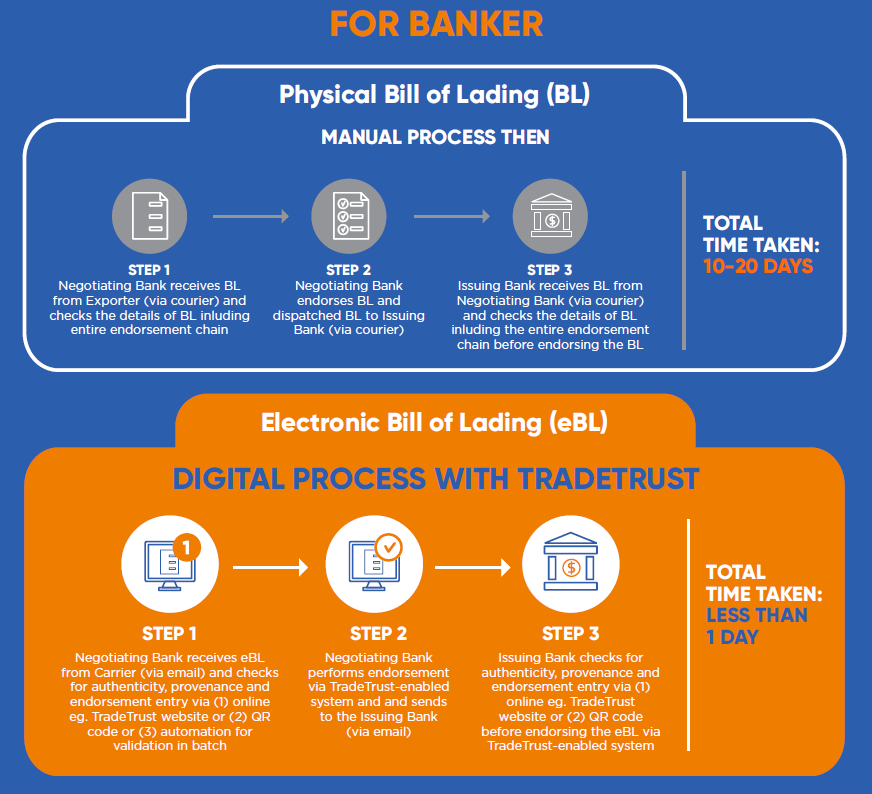 FOR BANKER
Physical Bill of Lading (BL)
MANUAL PROCESS THEN
STEP 1
Negotiating Bank receives BL
from Exporter (via courier) and
checks the details of BL inluding
entire endorsement chain
STEP 2
Negotiating Bank
endorses BL and
dispatched BL to Issuing
Bank (via courier)
STEP 3
Issuing Bank receives BL from
Negotiating Bank (via courier)
and checks the details of BL
inluding the entire endorsement
chain before endorsing the BL
TOTAL
TIME TAKEN:
10–20 DAYS
Electronic Bill of Lading (eBL)
DIGITAL PROCESS WITH TRADETRUST
1
STEP 1
Negotiating Bank receives eBL
from Carrier (via email) and checks
for authenticity, provenance and
endorsement entry via (1) online
eg. TradeTrust website or (2) QR
code or (3) automation for
validation in batch
STEP 2
Negotiating Bank
performs endorsement
via TradeTrust-enabled
system and and sends
to the Issuing Bank
(via email)
STEP 3
Issuing Bank checks for
authenticity, provenance and
endorsement entry via (1)
online eg. TradeTrust
website or (2) QR code
before endorsing the eBL via
TradeTrust-enabled system
TOTAL
TIME TAKEN:
LESS THAN
1 DAY